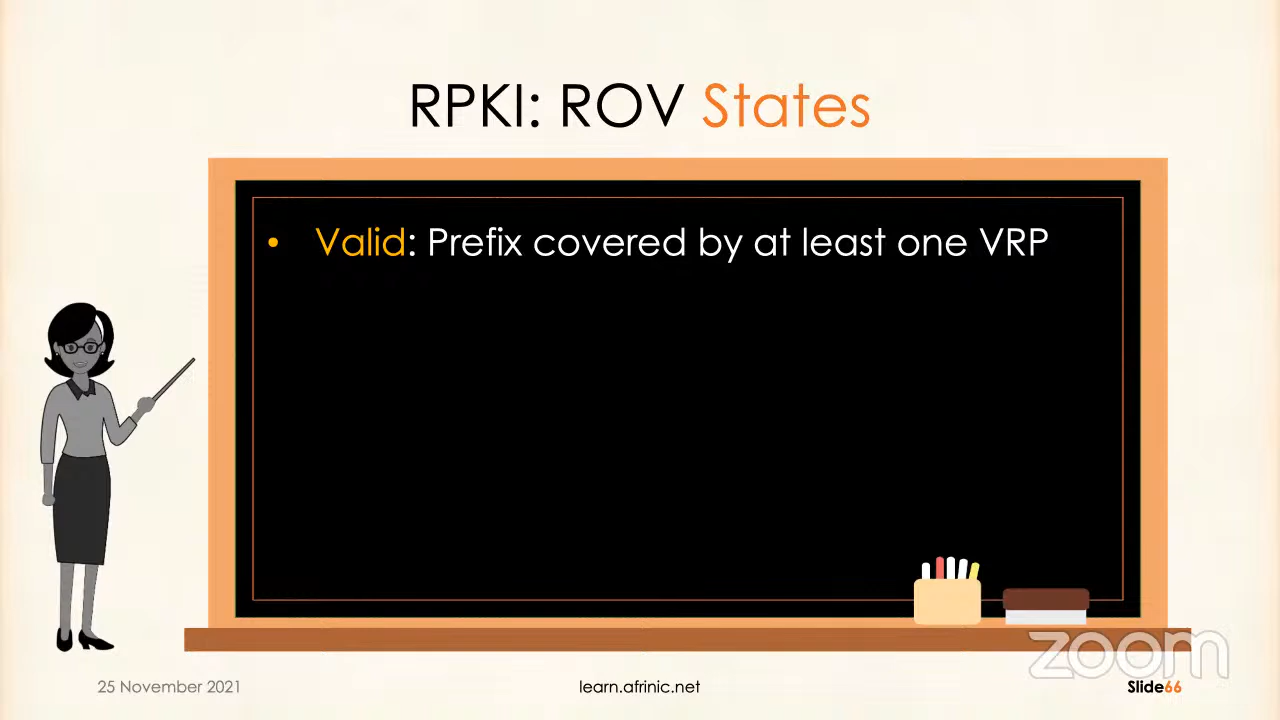 RPKI: ROV States
• Valid: Prefix covered by at least one VRP
zoom
25 November 2021
learn.afrinic.net
Slide66